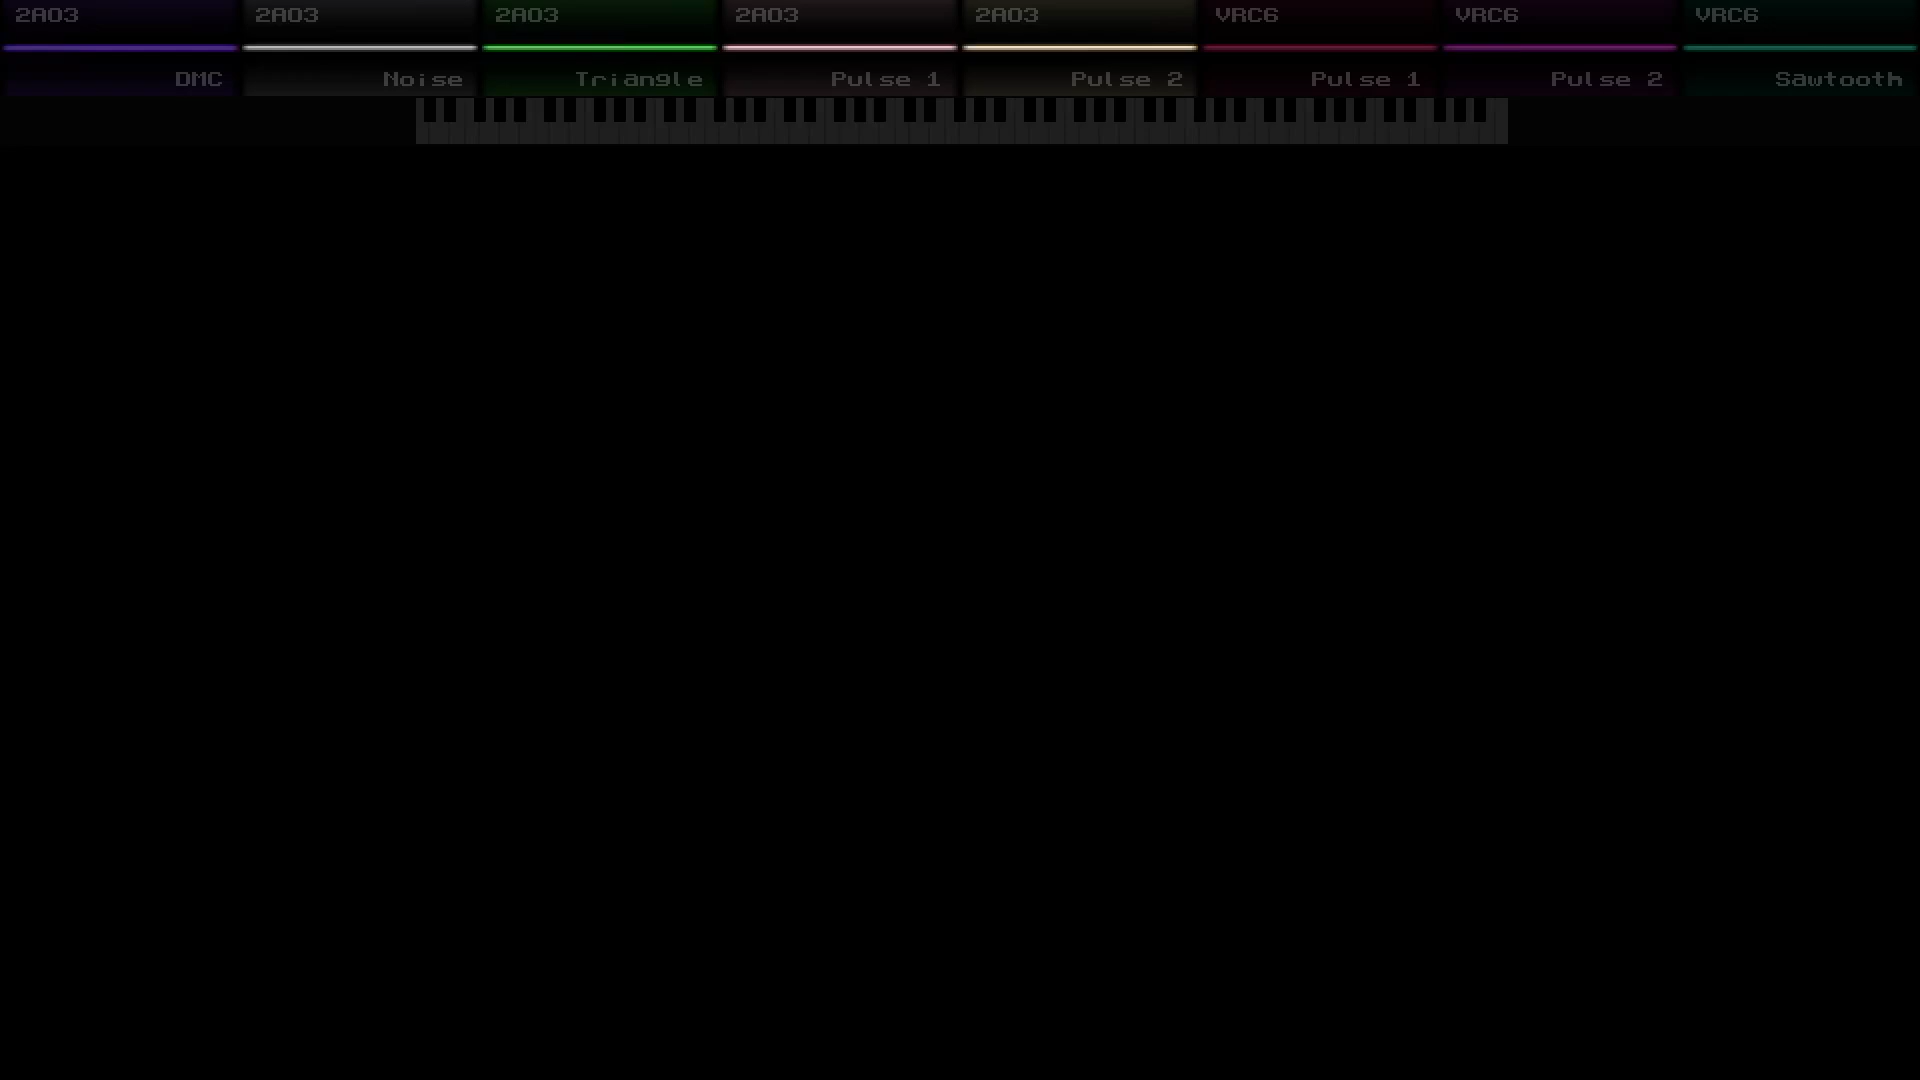 2A03 2A03 2A03 2A03 2A03 VRC6 VRC6 VRC6
DMC Noise Triangle Pulse 1 Pulse 2 Pulse 1 Pulse 2 Sawtooth